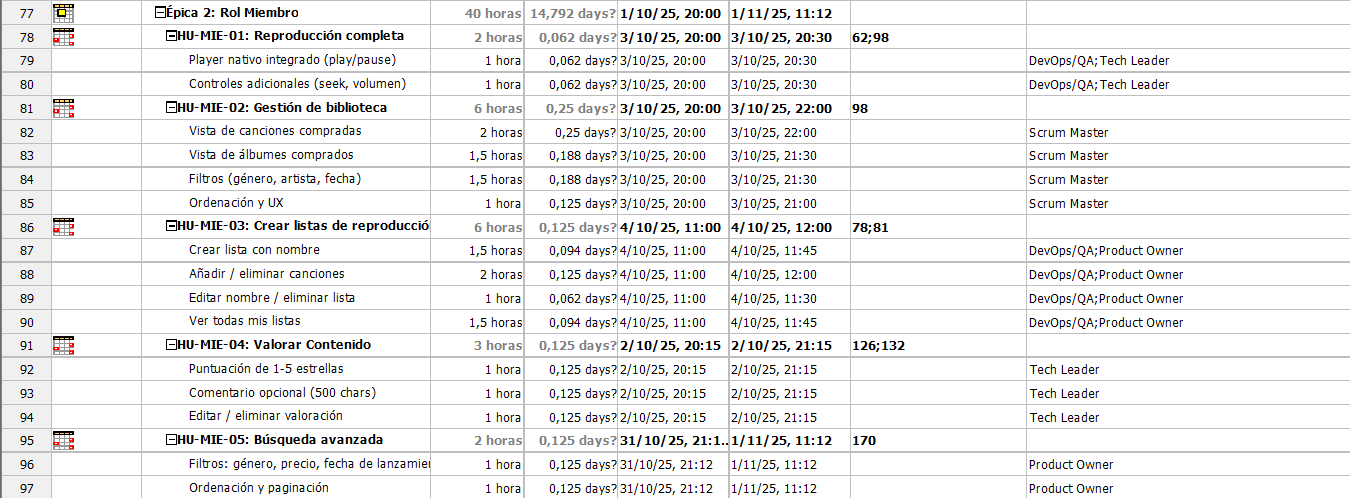 77 Épica 2: Rol Miembro 40 horas 14,792 days? 1/10/25, 20:00 1/11/25, 11:12
78 HU-MIE-01: Reproducción completa 2 horas 0,062 days? 3/10/25, 20:00 3/10/25, 20:30 62;98
79 Player nativo integrado (play/pause) 1 hora 0,062 days? 3/10/25, 20:00 3/10/25, 20:30 DevOps/QA;Tech Leader
80 Controles adicionales (seek, volumen) 1 hora 0,062 days? 3/10/25, 20:00 3/10/25, 20:30 DevOps/QA;Tech Leader
81 HU-MIE-02: Gestión de biblioteca 6 horas 0,25 days? 3/10/25, 20:00 3/10/25, 22:00 98
82 Vista de canciones compradas 2 horas 0,25 days? 3/10/25, 20:00 3/10/25, 22:00 Scrum Master
83 Vista de álbumes comprados 1,5 horas 0,188 days? 3/10/25, 20:00 3/10/25, 21:30 Scrum Master
84 Filtros (género, artista, fecha) 1,5 horas 0,188 days? 3/10/25, 20:00 3/10/25, 21:30 Scrum Master
85 Ordenación y UX 1 hora 0,125 days? 3/10/25, 20:00 3/10/25, 21:00 Scrum Master
86 HU-MIE-03: Crear listas de reproducció 6 horas 0,125 days? 4/10/25, 11:00 4/10/25, 12:00 78;81
87 Crear lista con nombre 1,5 horas 0,094 days? 4/10/25, 11:00 4/10/25, 11:45 DevOps/QA;Product Owner
88 Añadir / eliminar canciones 2 horas 0,125 days? 4/10/25, 11:00 4/10/25, 12:00 DevOps/QA;Product Owner
89 Editar nombre / eliminar lista 1 hora 0,062 days? 4/10/25, 11:00 4/10/25, 11:30 DevOps/QA;Product Owner
90 Ver todas mis listas 1,5 horas 0,094 days? 4/10/25, 11:00 4/10/25, 11:45 DevOps/QA;Product Owner
91 HU-MIE-04: Valorar Contenido 3 horas 0,125 days? 2/10/25, 20:15 2/10/25, 21:15 126;132
92 Puntuación de 1-5 estrellas 1 hora 0,125 days? 2/10/25, 20:15 2/10/25, 21:15 Tech Leader
93 Comentario opcional (500 chars) 1 hora 0,125 days? 2/10/25, 20:15 2/10/25, 21:15 Tech Leader
94 Editar / eliminar valoración 1 hora 0,125 days? 2/10/25, 20:15 2/10/25, 21:15 Tech Leader
95 HU-MIE-05: Búsqueda avanzada 2 horas 0,125 days? 31/10/25, 21:1... 1/11/25, 11:12 170
96 Filtros: género, precio, fecha de lanzamier 1 hora 0,125 days? 31/10/25, 21:12 1/11/25, 11:12 Product Owner
97 Ordenación y paginación 1 hora 0,125 days? 31/10/25, 21:12 1/11/25, 11:12 Product Owner